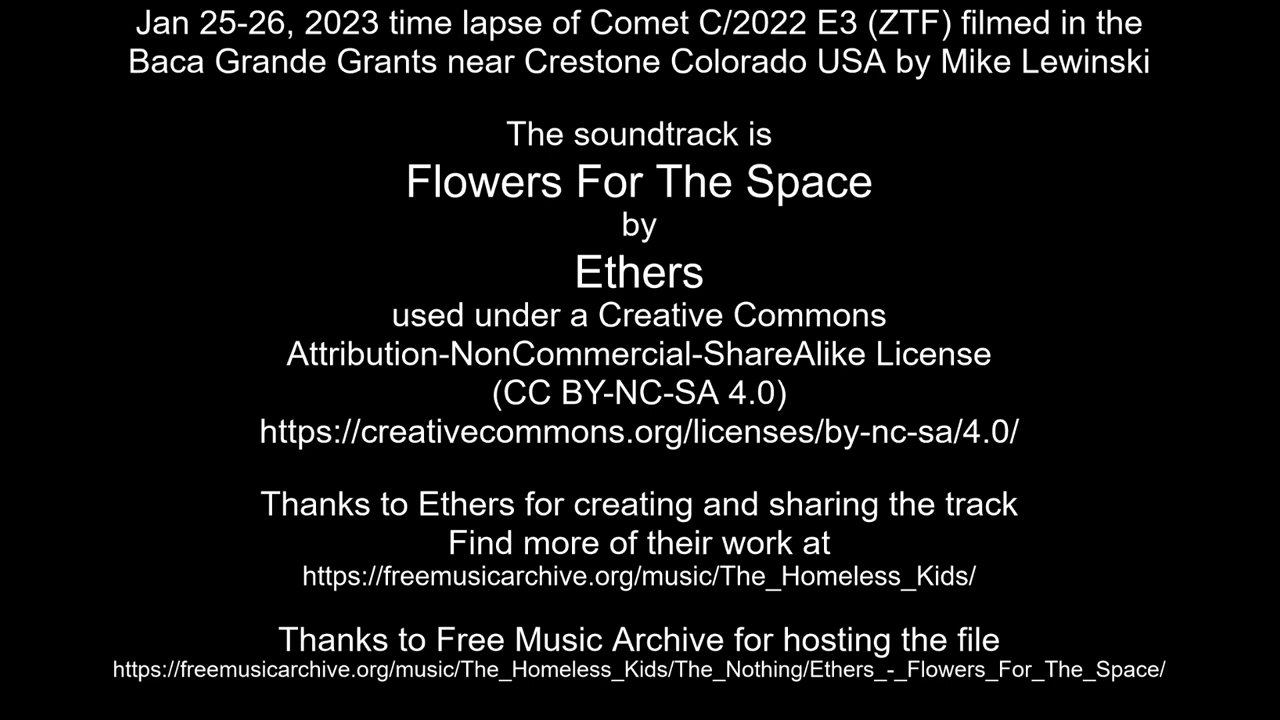 Jan 25-26, 2023 time lapse of Comet C/2022 E3 (ZTF) filmed in the
Baca Grande Grants near Crestone Colorado USA by Mike Lewinski
The soundtrack is
Flowers For The Space
by
Ethers
used under a Creative Commons
Attribution-NonCommercial-ShareAlike License
(CC BY-NC-SA 4.0)
https://creativecommons.org/licenses/by-nc-sa/4.0/
Thanks to Ethers for creating and sharing the track
Find more of their work at
https://freemusicarchive.org/music/The_Homeless_Kids/
Thanks to Free Music Archive for hosting the file
https://freemusicarchive.org/music/The_Homeless_Kids/The_Nothing/Ethers_-_Flowers_For_The_Space/